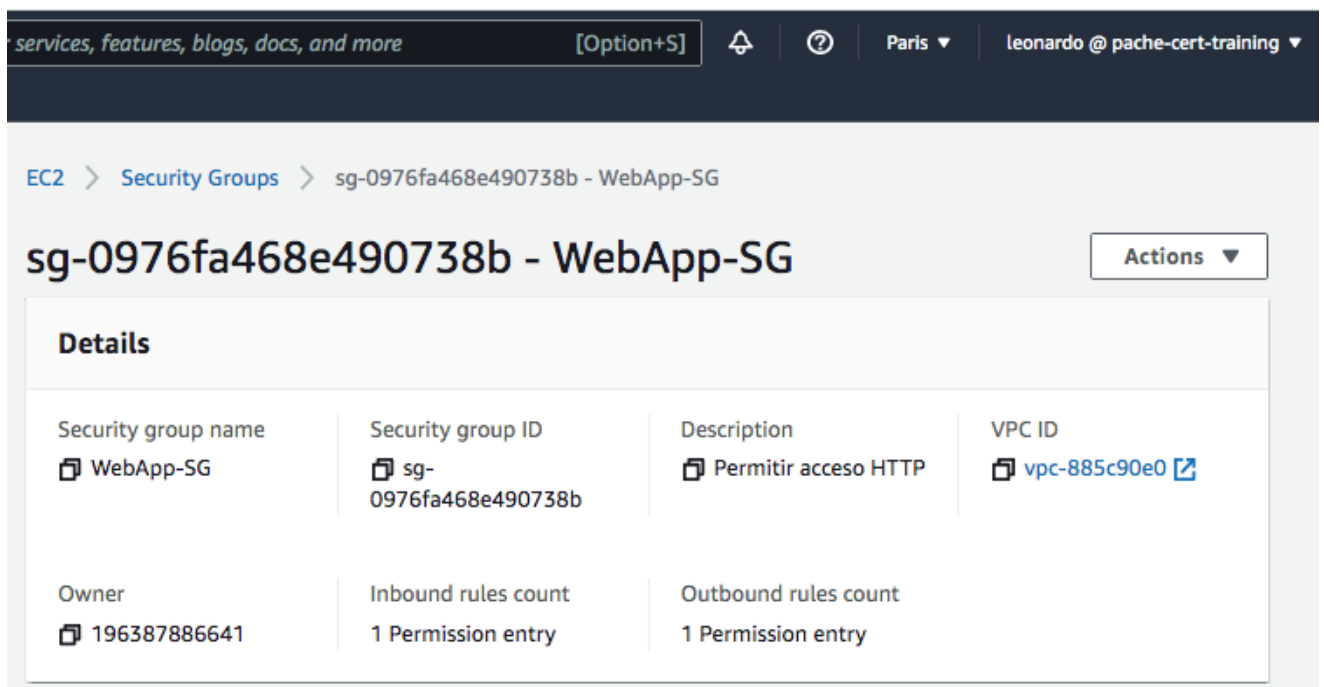 services, features, blogs, docs, and more [Option+S] Paris ▼ leonardo @ pache-cert-training ▼
EC2 > Security Groups > sg-0976fa468e490738b - WebApp-SG
sg-0976fa468e490738b - WebApp-SG Actions ▼
Details
Security group name Security group ID Description VPC ID
WebApp-SG sg- Permitir acceso HTTP vpc-885c90e0
0976fa468e490738b
Owner Inbound rules count Outbound rules count
196387886641 1 Permission entry 1 Permission entry